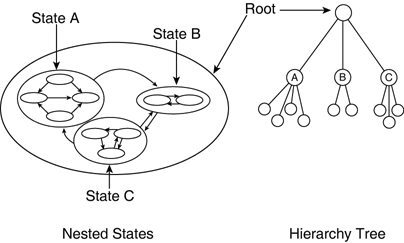 State A
State B
Root
A
B
C
State C
Nested States
Hierarchy Tree